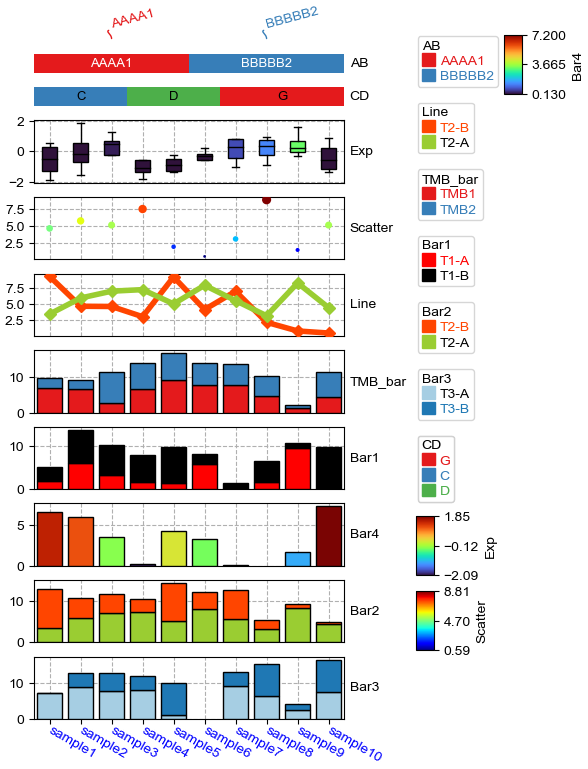 AAAA1
BBBBB2
AAAA1
BBBBB2
AB
C
D
G
CD
2
0
−2
Exp
7.5
5.0
2.5
Scatter
7.5
5.0
2.5
Line
10
0
TMB_bar
10
0
Bar1
5
0
Bar4
10
0
Bar2
10
0
Bar3
sample1
sample2
sample3
sample4
sample5
sample6
sample7
sample8
sample9
sample10
AB
AAAA1
BBBBB2
Line
T2-B
T2-A
TMB_bar
TMB1
TMB2
Bar1
T1-A
T1-B
Bar2
T2-B
T2-A
Bar3
T3-A
T3-B
CD
G
C
D
1.85
−0.12
−2.09
Exp
8.81
4.70
0.59
Scatter
7.200
3.665
0.130
Bar4